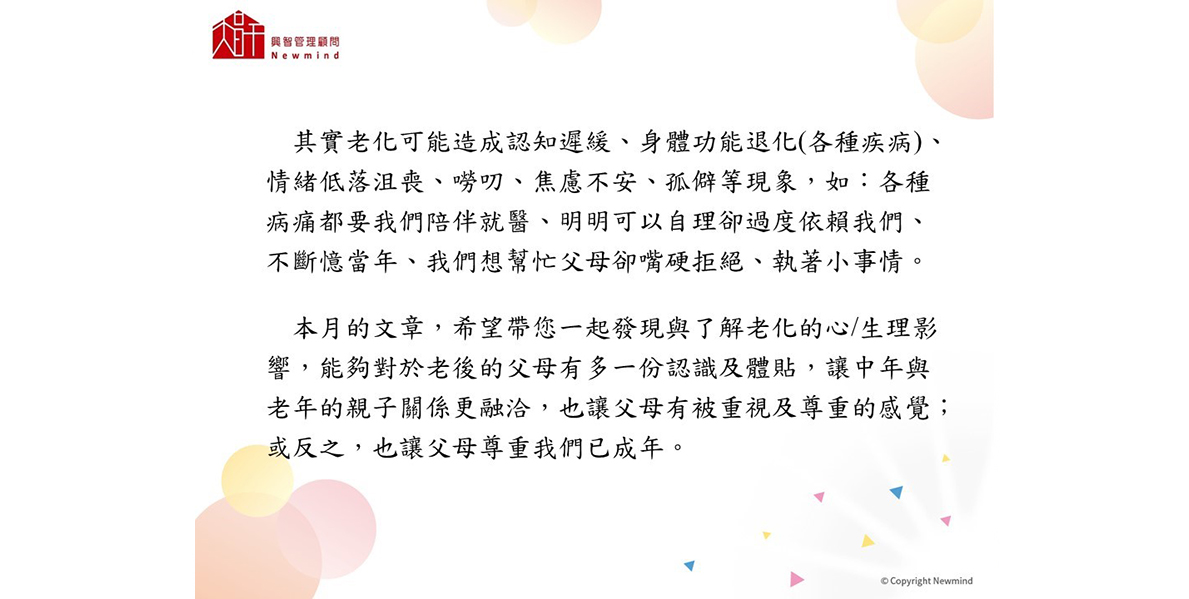 興智管理顧問
Newmind
其實老化可能造成認知遲緩、身體功能退化(各種疾病)、
情緒低落沮喪、嘮叨、焦慮不安、孤僻等現象，如：各種
病痛都要我們陪伴就醫、明明可以自理卻過度依賴我們、
不斷憶當年、我們想幫忙父母卻嘴硬拒絕、執著小事情。
本月的文章，希望帶您一起發現與了解老化的心/生理影
響，能夠對於老後的父母有多一份認識及體貼，讓中年與
老年的親子關係更融洽，也讓父母有被重視及尊重的感覺；
或反之，也讓父母尊重我們已成年。
© Copyright Newmind